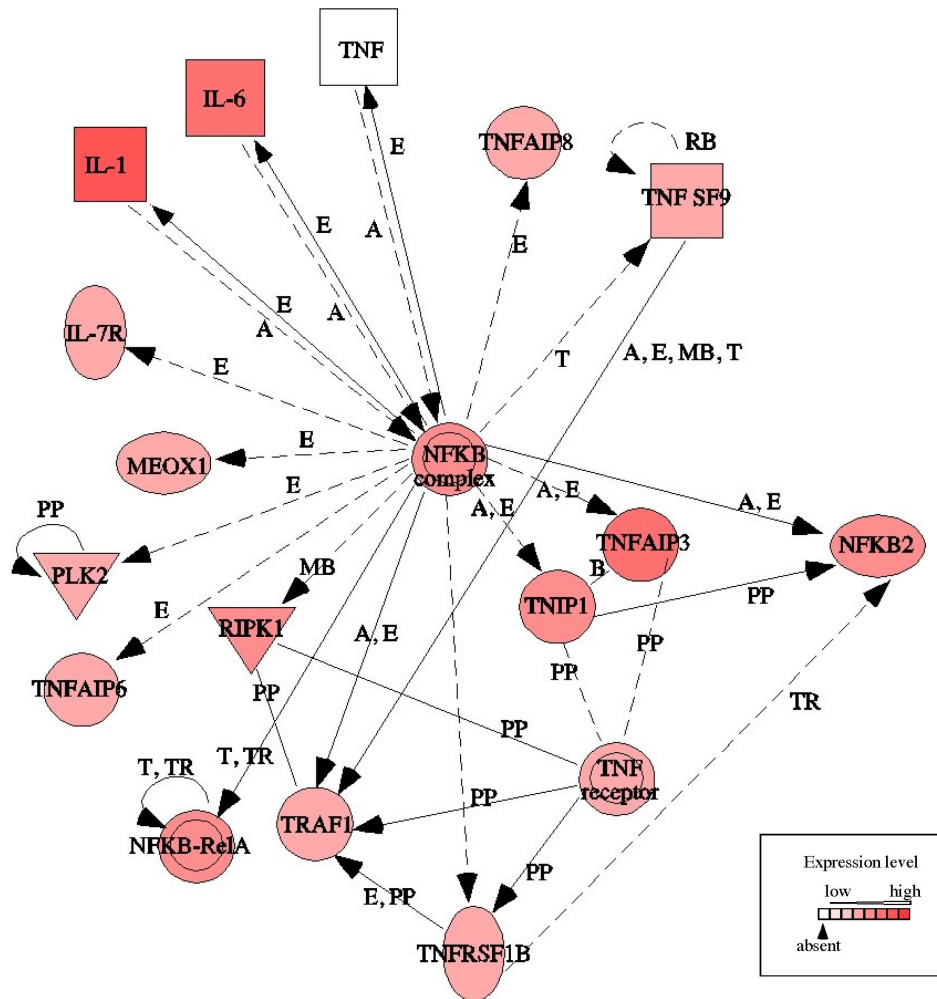 TNF
IL-6
E
TNFAIP8
RB
IL-1
TNF SF9
E
A
E
E
A
IL-7R
A
T
A, E, MB, T
E
E
MEOX1
NFKB
complex
E
A, E
A, E
A, E
PP
TNFAIP3
NFKB2
PLK2
MB
B
TNIP1
PP
E
RIPK1
A, E
PP
PP
TNFAIP6
PP
PP
TR
T, TR
T, TR
TNF
receptor
PP
TRAF1
NFKB-RelA
PP
E, PP
TNFRSF1B
Expression level
low high
absent